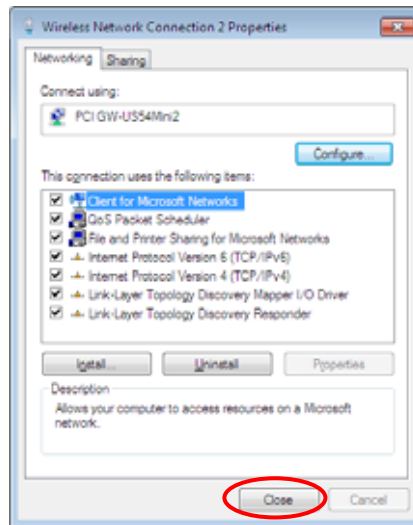 Wireless Network Connection 2 Properties
Networking Sharing
Connect using:
PCI GW-US54Mini2
Configure...
This connection uses the following items:
Client for Microsoft Networks
QoS Packet Scheduler
File and Printer Sharing for Microsoft Networks
Internet Protocol Version 6 (TCP/IPv6)
Internet Protocol Version 4 (TCP/IPv4)
Link-Layer Topology Discovery Mapper I/O Driver
Link-Layer Topology Discovery Responder
Install... Uninstall Properties
Description
Allows your computer to access resources on a Microsoft
network.
Close Cancel